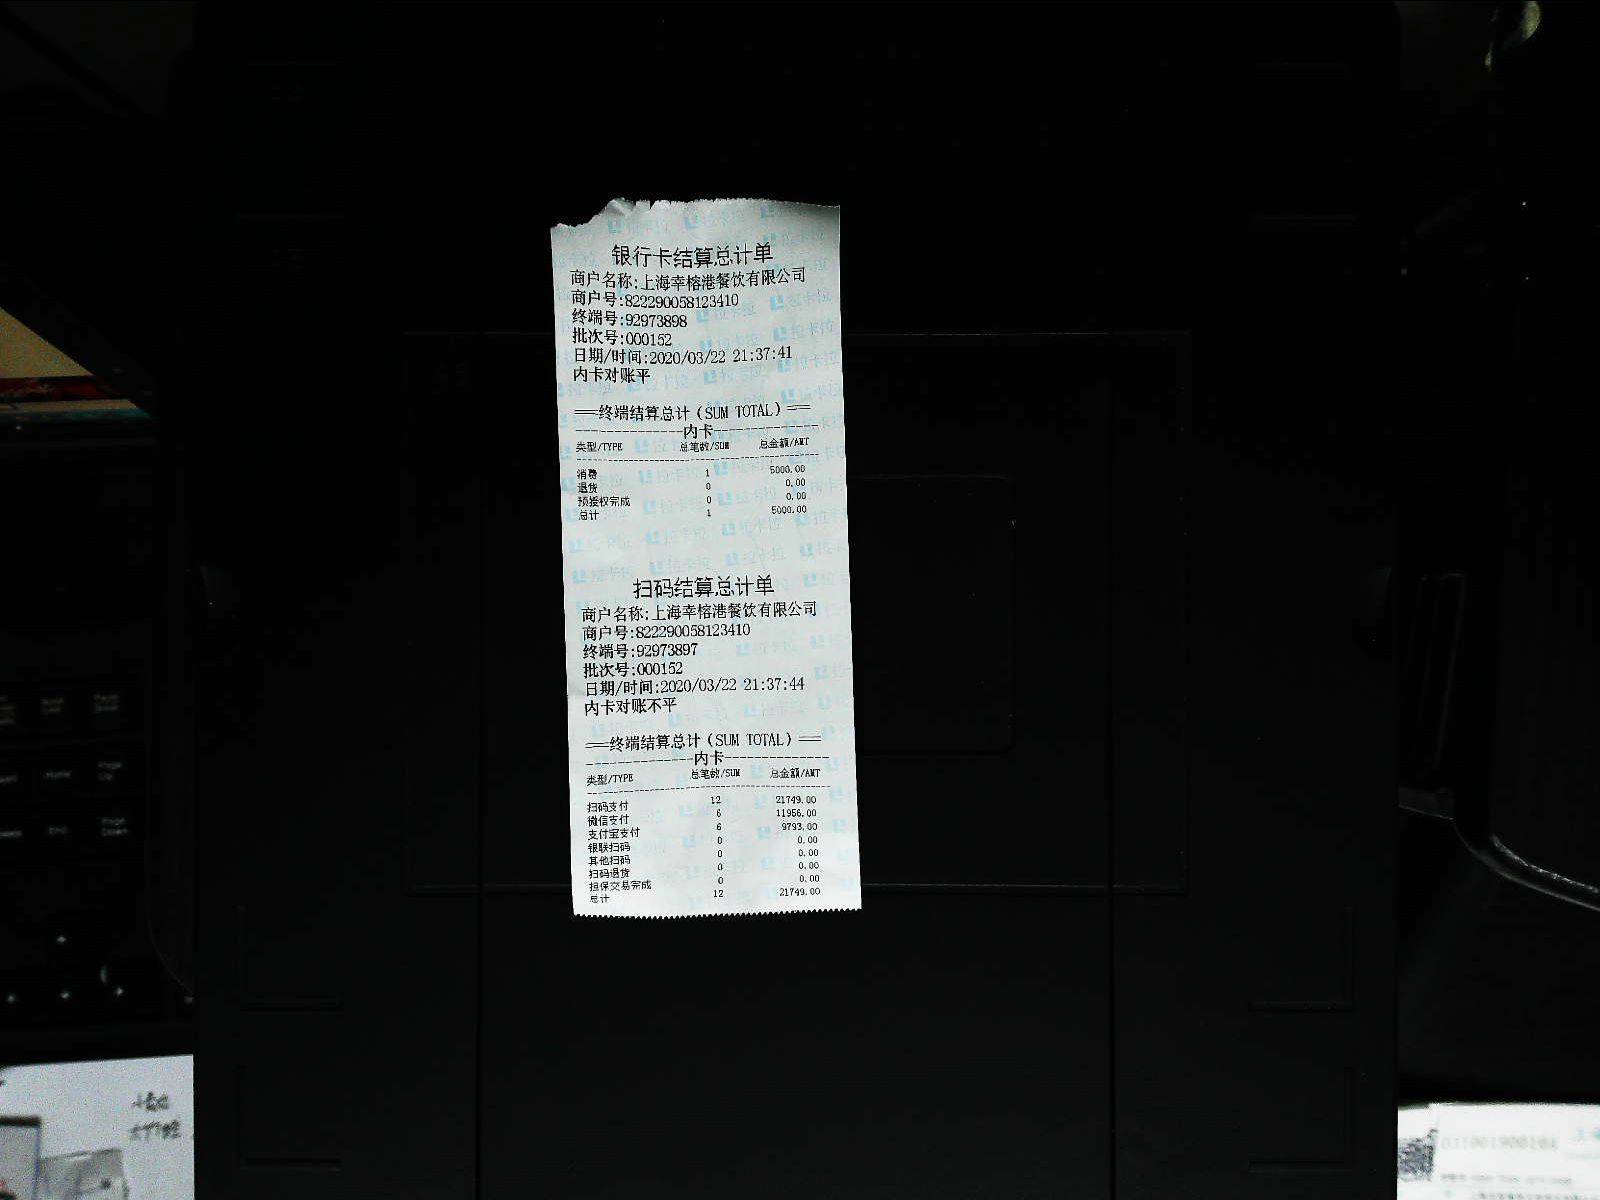 银行卡结算总计单
商户名称:上海幸榕港餐饮有限公司
商户号:822290058123410
终端号:92973898
批次号:000152
日期/时间:2020/03/22 21:37:41
内卡对账平
===终端结算总计(SUM TOTAL)===
内卡
类型/TYPE 总笔数/SUM 总金额/AMT
消费 1 5000.00
退货 0 0.00
预授权完成 0 0.00
总计 1 5000.00
扫码结算总计单
商户名称:上海幸榕港餐饮有限公司
商户号:822290058123410
终端号:92973897
批次号:000152
日期/时间:2020/03/22 21:37:44
内卡对账不平
===终端结算总计(SUM TOTAL)===
内卡
类型/TYPE 总笔数/SUM 总金额/AMT
扫码支付 12 21749.00
微信支付 6 11956.00
支付宝支付 6 9793.00
银联扫码 0 0.00
其他扫码 0 0.00
扫码退货 0 0.00
担保交易完成 0 0.00
总计 12 21749.00
拉卡拉
Home
Page Up
End
Page Down